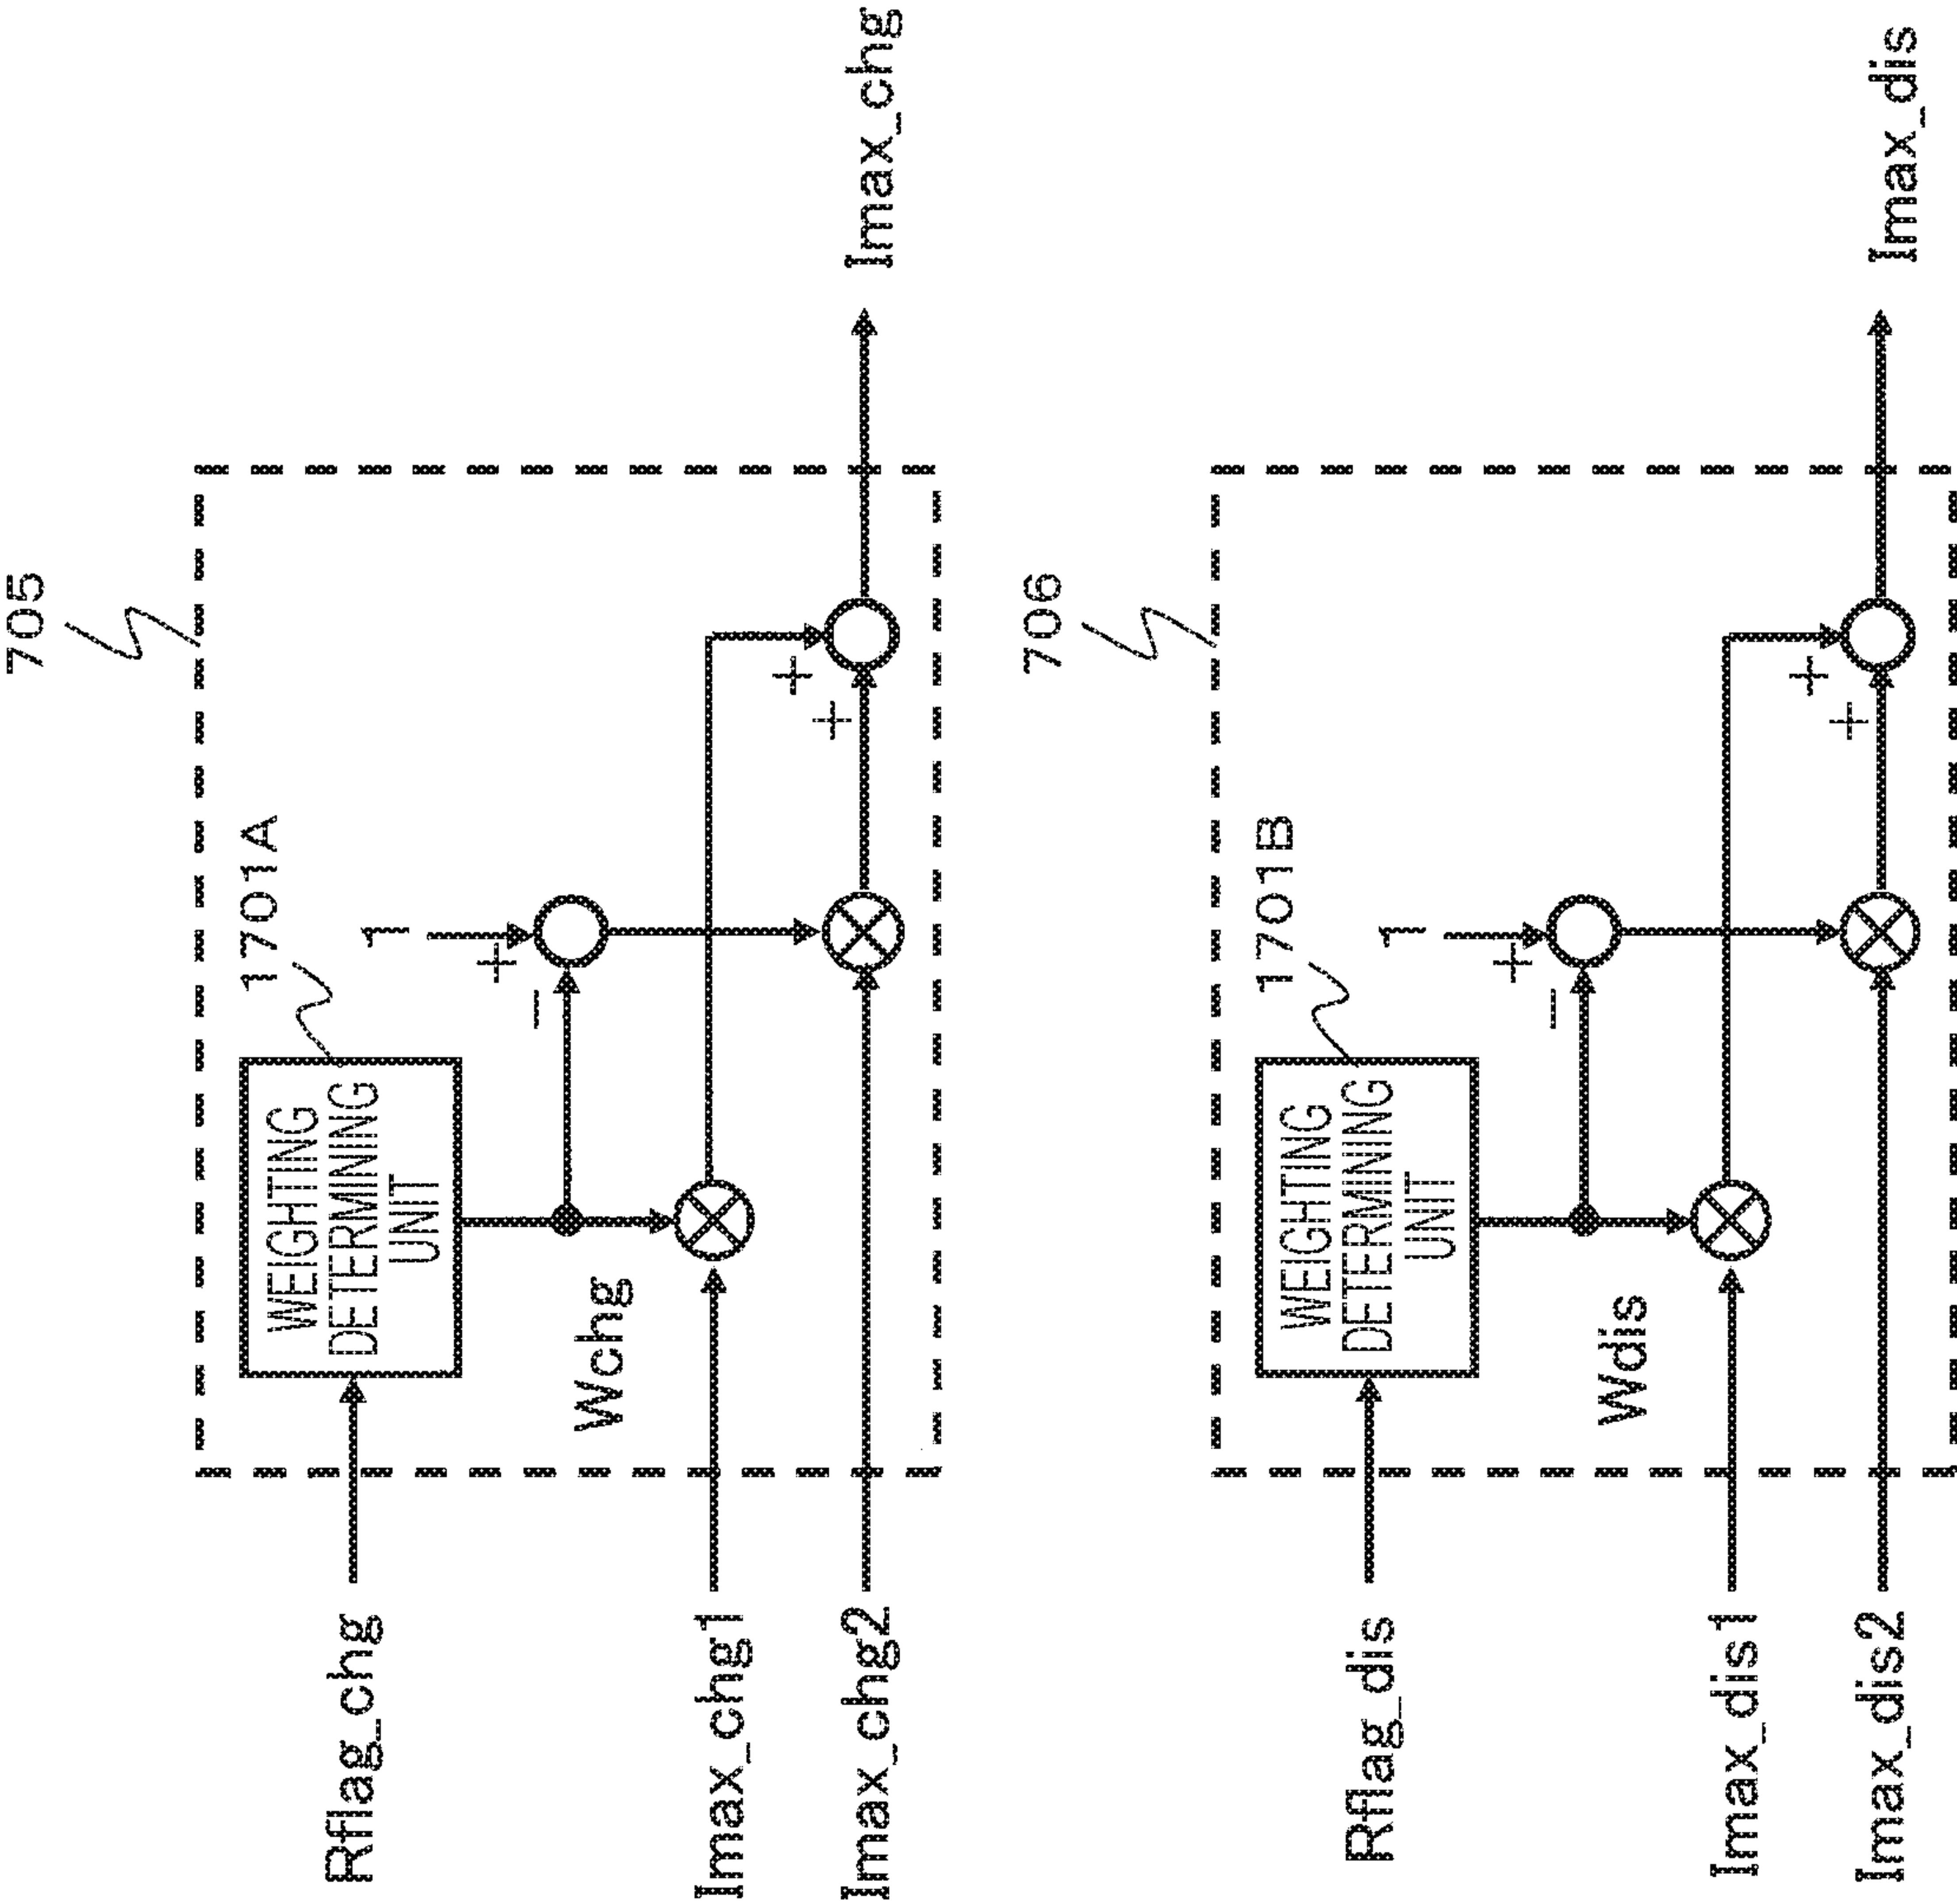 705
1701A
WEIGHTING
DETERMINING
UNIT
1
+
−
Rflag_chg
Wchg
Imax_chg1
Imax_chg2
+
+
Imax_chg
706
1701B
WEIGHTING
DETERMINING
UNIT
1
+
−
Rflag_dis
Wdis
Imax_dis1
Imax_dis2
+
+
Imax_dis